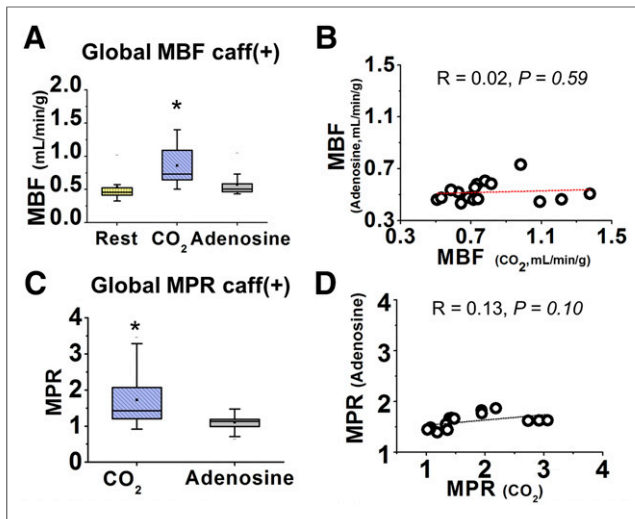 A
Global MBF caff(+)
MBF (mL/min/g)
2.0
1.5
1.0
0.5
0.0
*
Rest CO₂ Adenosine
B
R = 0.02, P = 0.59
MBF
(Adenosine,mL/min/g)
1.5
1.1
0.7
0.3
0.3 0.7 1.1 1.5
MBF (CO₂,mL/min/g)
C
Global MPR caff(+)
MPR
4
3
2
1
0
*
CO₂ Adenosine
D
R = 0.13, P = 0.10
MPR (Adenosine)
4
3
2
1
0
0 1 2 3 4
MPR (CO₂)